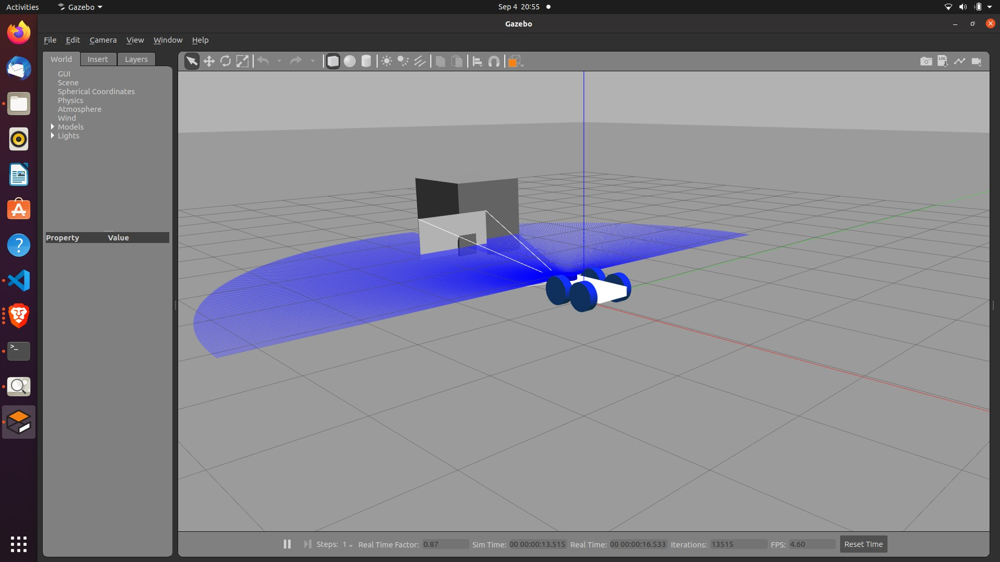 Activities Gazebo Sep 4 20:55
Gazebo
File Edit Camera View Window Help
World Insert Layers
LOG
GUI
Scene
Spherical Coordinates
Physics
Atmosphere
Wind
Models
Lights
Property Value
Steps: 1 Real Time Factor: 0.87 Sim Time: 00 00:00:13.515 Real Time: 00 00:00:16.533 Iterations: 13515 FPS: 4.60 Reset Time